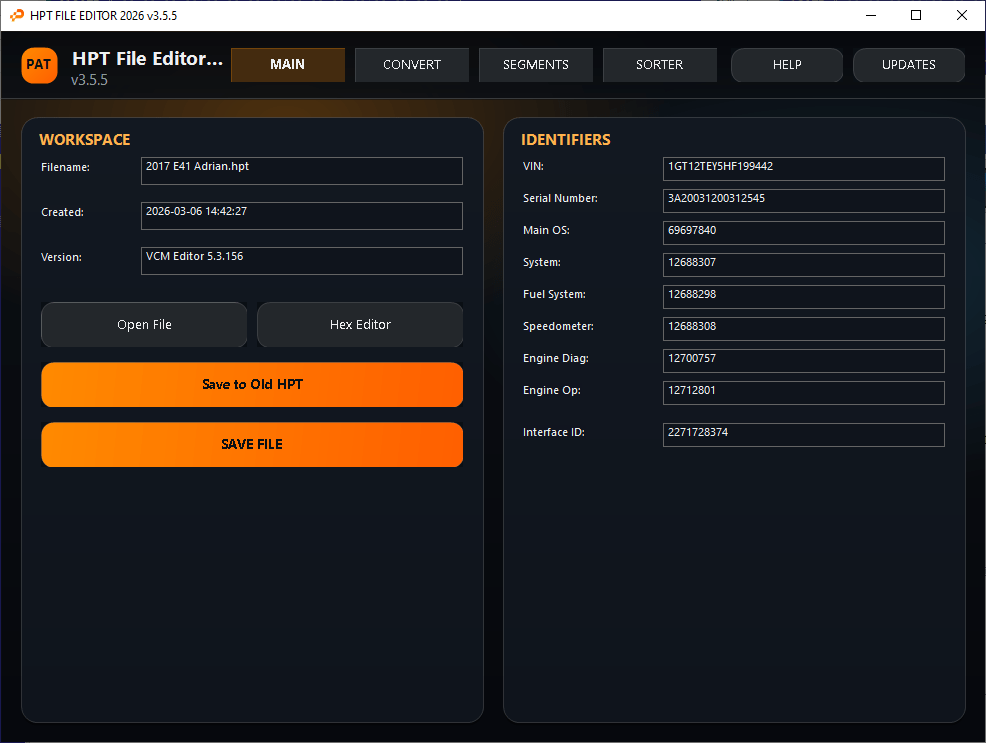 HPT FILE EDITOR 2026 v3.5.5
PAT
HPT File Editor...
v3.5.5
MAIN
CONVERT
SEGMENTS
SORTER
HELP
UPDATES
WORKSPACE
Filename: 2017 E41 Adrian.hpt
Created: 2026-03-06 14:42:27
Version: VCM Editor 5.3.156
Open File
Hex Editor
Save to Old HPT
SAVE FILE
IDENTIFIERS
VIN: 1GT12TEY5HF199442
Serial Number: 3A20031200312545
Main OS: 69697840
System: 12688307
Fuel System: 12688298
Speedometer: 12688308
Engine Diag: 12700757
Engine Op: 12712801
Interface ID: 2271728374